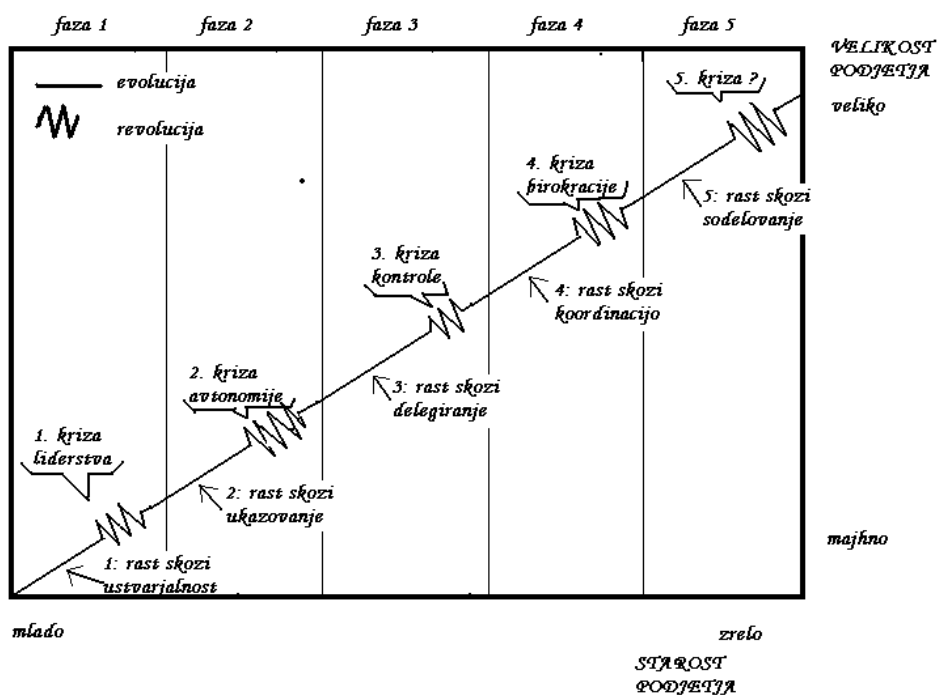 faza 1
faza 2
faza 3
faza 4
faza 5
VELIKOST
PODJETJA
evolucija
5. kriza ?
veliko
revolucija
4. kriza
birokracije
5: rast skozi
sodelovanje
3. kriza
kontrole
4: rast skozi
koordinacijo
2. kriza
avtonomije
3: rast skozi
delegiranje
1. kriza
liderstva
2: rast skozi
ukazovanje
majhno
1: rast skozi
ustvarjalnost
mlado
zrelo
STAROST
PODJETJA